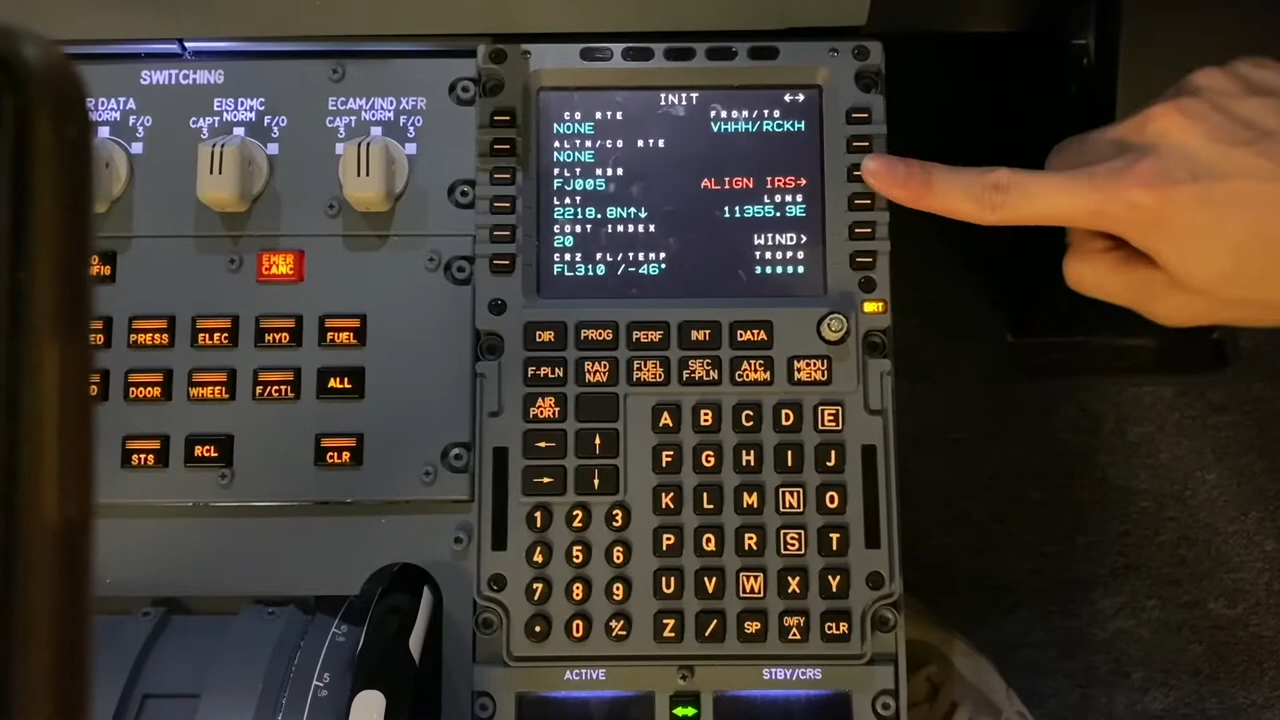 SWITCHING
R DATA
F/O
3
EIS DMC
NORM
CAPT
F/O
3
3
ECAM/IND XFR
NORM
CAPT
F/O
3
3
EMER
CANC
PRESS
ELEC
HYD
FUEL
DOOR
WHEEL
F/CTL
ALL
STS
RCL
CLR
INIT ←→
CO RTE FROM/TO
NONE VHHH/RCKH
ALTN/CO RTE
NONE
FLT NBR
FJ005 ALIGN IRS→
LAT LONG
2218.8N↑↓ 11355.9E
COST INDEX
20 WIND>
CRZ FL/TEMP TROPO
FL310 /-46° 36090
BRT
DIR PROG PERF INIT DATA
F-PLN RAD NAV FUEL PRED SEC F-PLN ATC COMM MCDU MENU
AIR PORT
← ↑
→ ↓
A B C D E
F G H I J
K L M N O
P Q R S T
U V W X Y
Z / SP OVFY △ CLR
1 2 3
4 5 6
7 8 9
. 0 +/-
5
ACTIVE
STBY/CRS